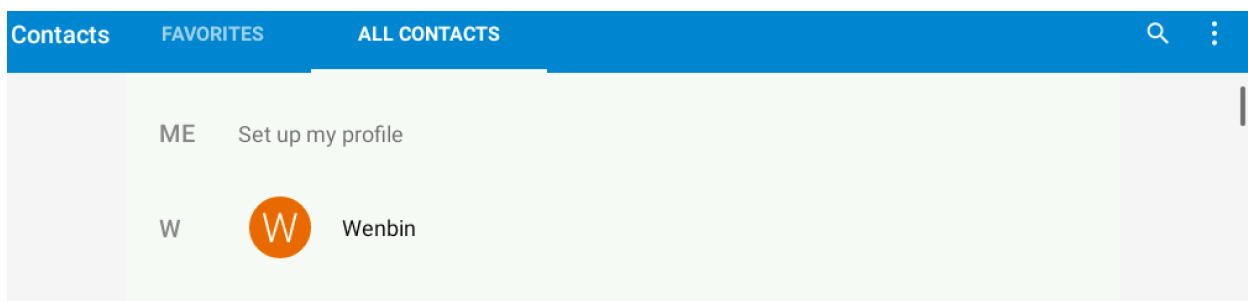 Contacts FAVORITES ALL CONTACTS
ME Set up my profile
W W Wenbin